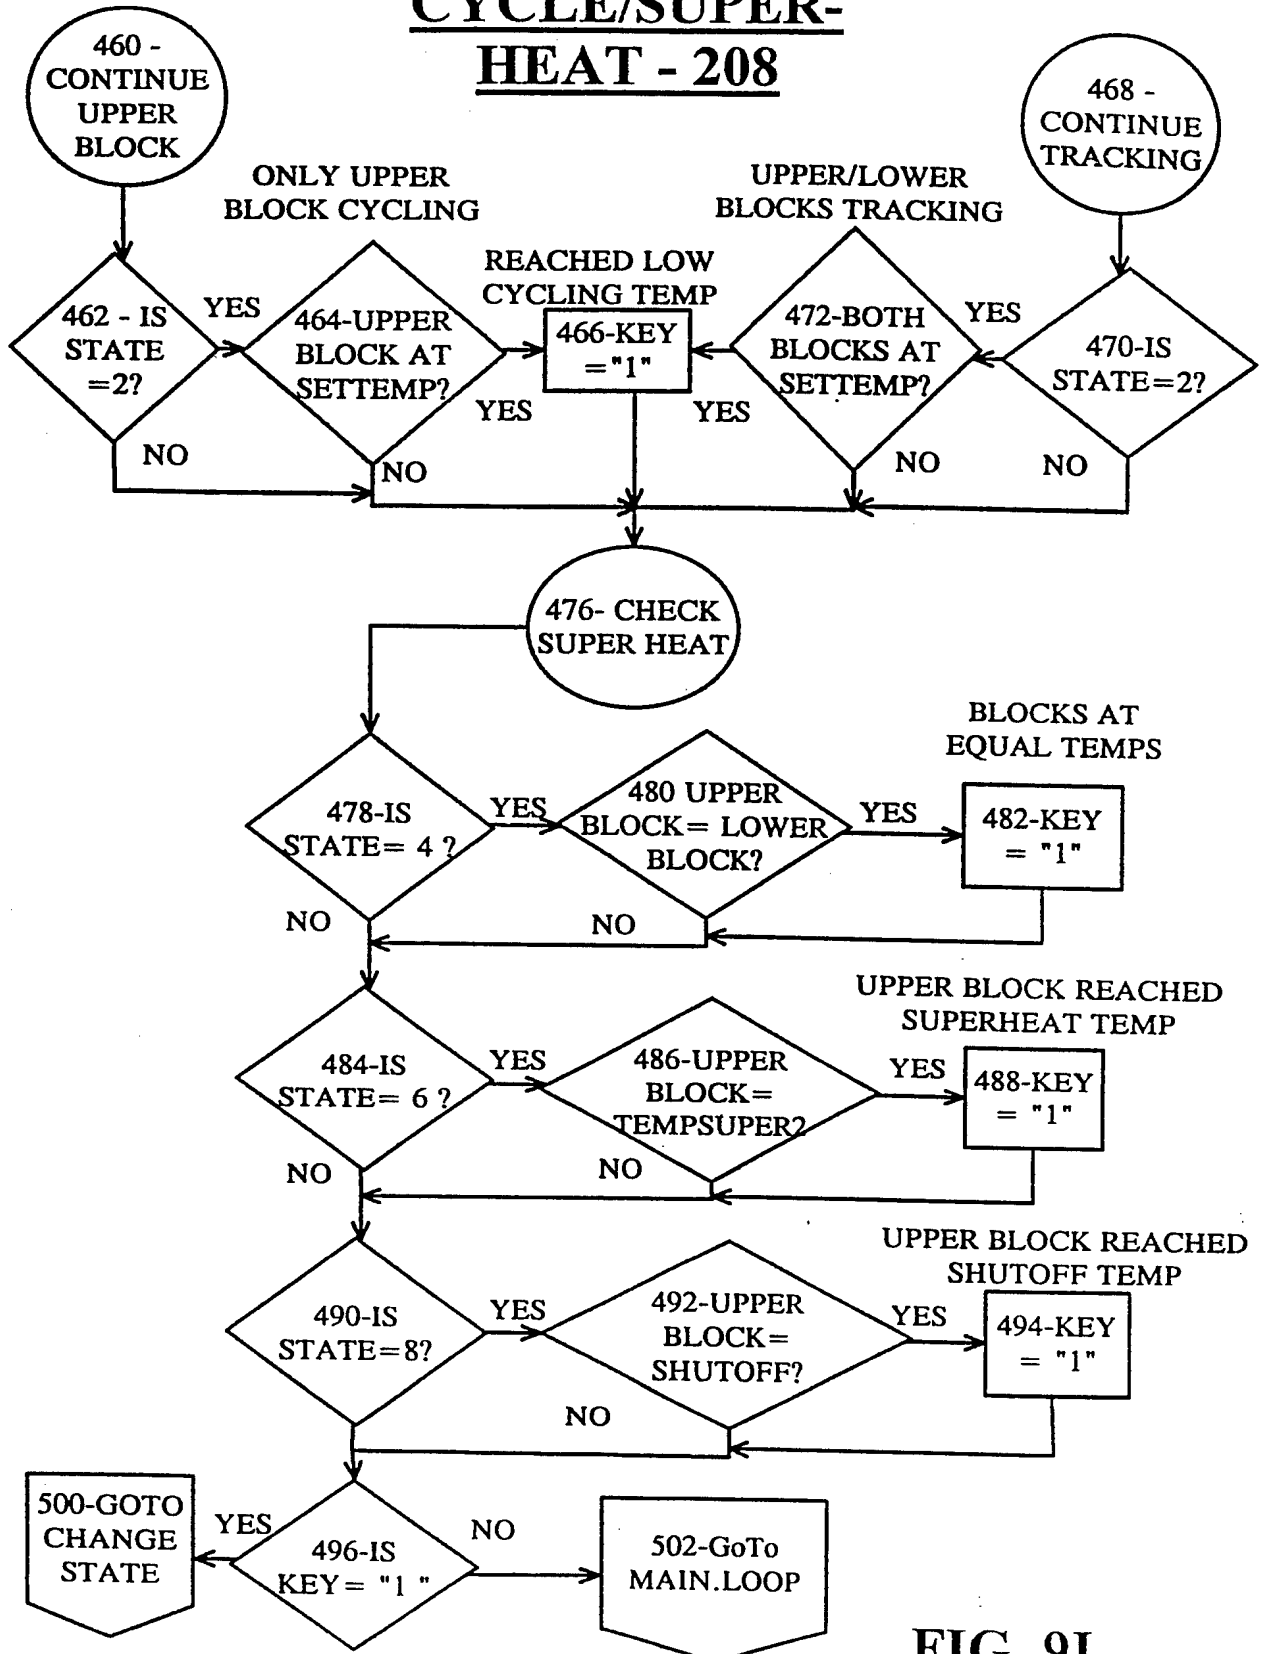 CYCLE/SUPER-
HEAT - 208
460 -
CONTINUE
UPPER
BLOCK
468 -
CONTINUE
TRACKING
ONLY UPPER
BLOCK CYCLING
UPPER/LOWER
BLOCKS TRACKING
REACHED LOW
CYCLING TEMP
462 - IS
STATE
=2?
YES
464-UPPER
BLOCK AT
SETTEMP?
YES
466-KEY
="1"
YES
472-BOTH
BLOCKS AT
SETTEMP?
YES
470-IS
STATE=2?
NO
NO
NO
NO
476- CHECK
SUPER HEAT
BLOCKS AT
EQUAL TEMPS
478-IS
STATE= 4 ?
YES
480 UPPER
BLOCK= LOWER
BLOCK?
YES
482-KEY
= "1"
NO
NO
UPPER BLOCK REACHED
SUPERHEAT TEMP
484-IS
STATE= 6 ?
YES
486-UPPER
BLOCK=
TEMPSUPER2
YES
488-KEY
= "1"
NO
NO
UPPER BLOCK REACHED
SHUTOFF TEMP
490-IS
STATE=8?
YES
492-UPPER
BLOCK=
SHUTOFF?
YES
494-KEY
= "1"
NO
500-GOTO
CHANGE
STATE
YES
496-IS
KEY= "1 "
NO
502-GoTo
MAIN.LOOP